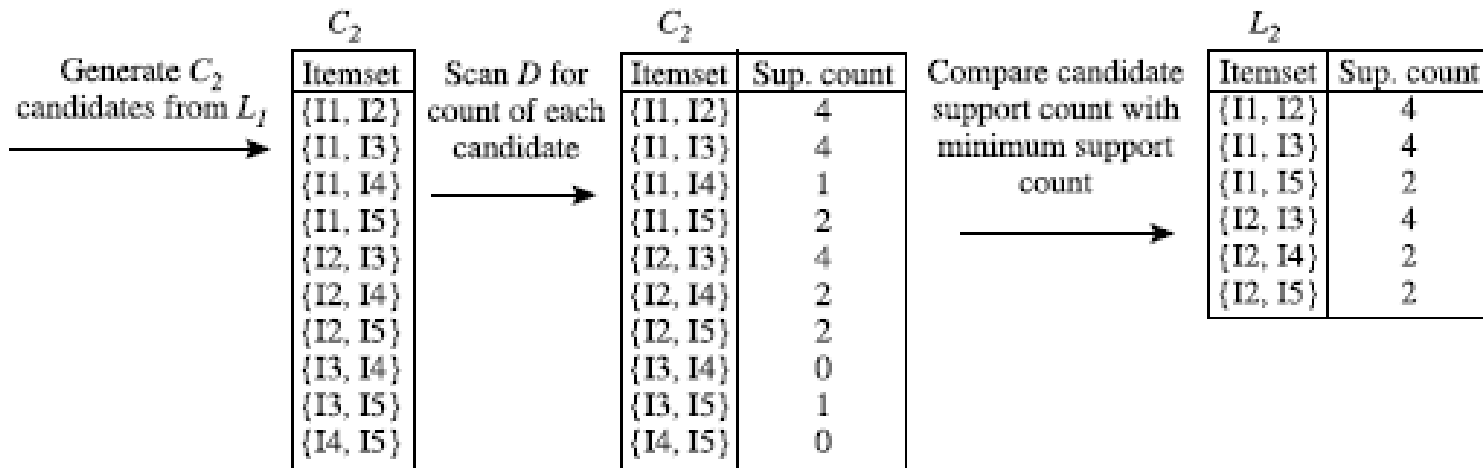 C2
C2
L2
Generate C2
candidates from L1
Itemset
{I1, I2}
{I1, I3}
{I1, I4}
{I1, I5}
{I2, I3}
{I2, I4}
{I2, I5}
{I3, I4}
{I3, I5}
{I4, I5}
Scan D for
count of each
candidate
Itemset Sup. count
{I1, I2} 4
{I1, I3} 4
{I1, I4} 1
{I1, I5} 2
{I2, I3} 4
{I2, I4} 2
{I2, I5} 2
{I3, I4} 0
{I3, I5} 1
{I4, I5} 0
Compare candidate
support count with
minimum support
count
Itemset Sup. count
{I1, I2} 4
{I1, I3} 4
{I1, I5} 2
{I2, I3} 4
{I2, I4} 2
{I2, I5} 2